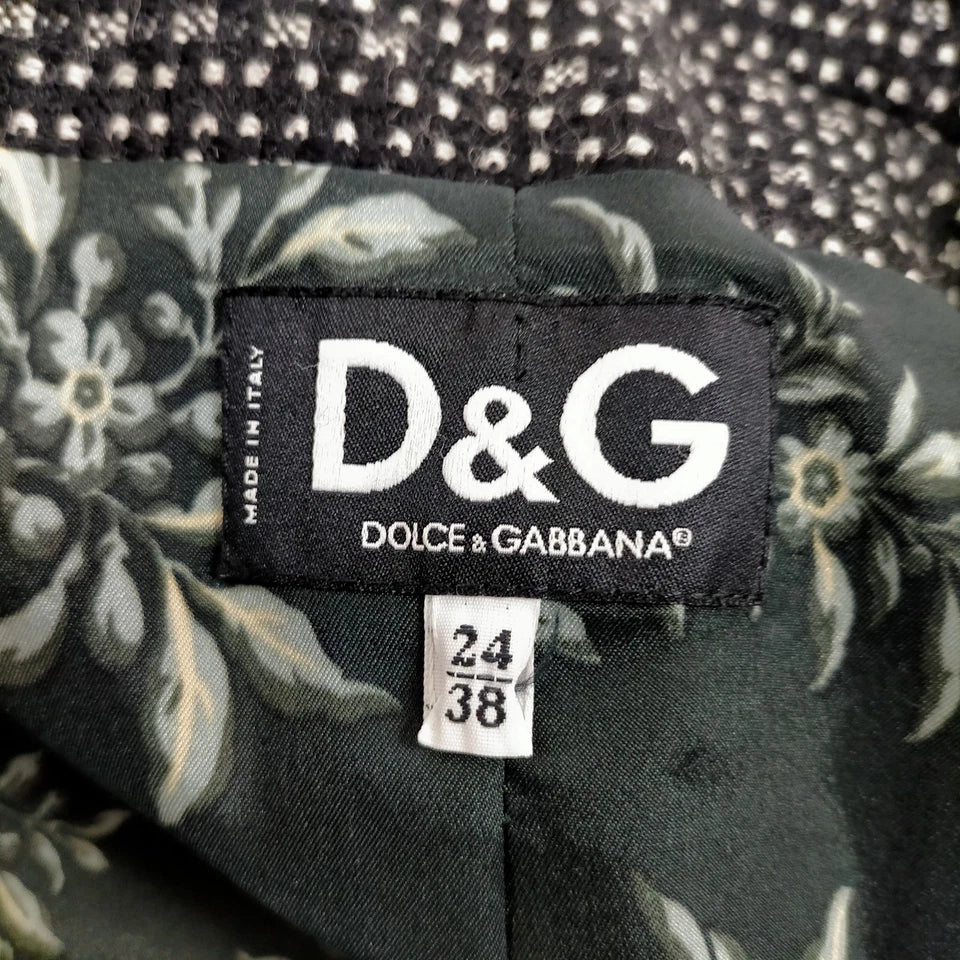 MADE IN ITALY
D&G
DOLCE & GABBANA®
24
38